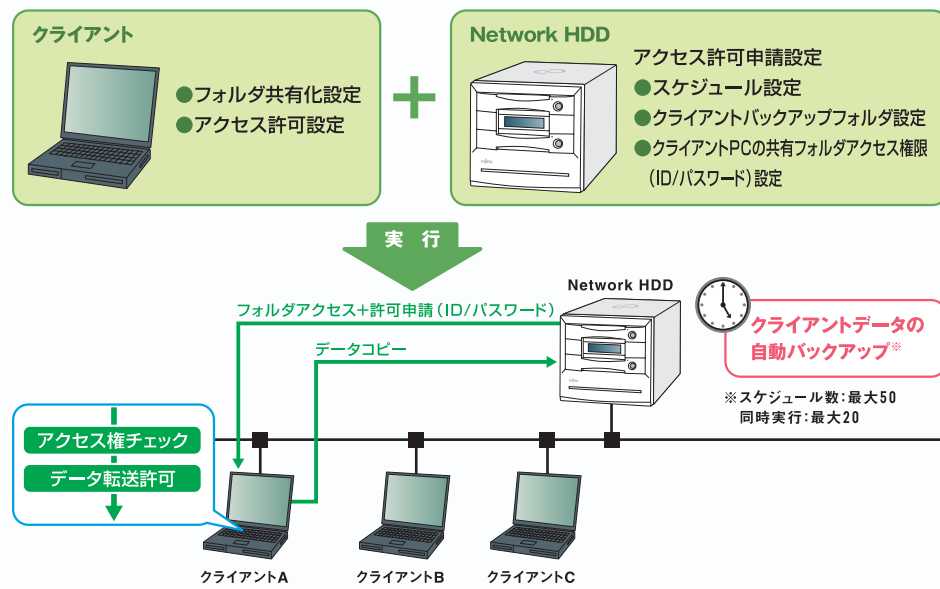 クライアント
●フォルダ共有化設定
●アクセス許可設定
+
Network HDD
アクセス許可申請設定
●スケジュール設定
●クライアントバックアップフォルダ設定
●クライアントPCの共有フォルダアクセス権限
（ID/パスワード）設定
実 行
Network HDD
フォルダアクセス+許可申請（ID/パスワード）
データコピー
クライアントデータの
自動バックアップ※
※スケジュール数：最大50
同時実行：最大20
アクセス権チェック
データ転送許可
クライアントA
クライアントB
クライアントC